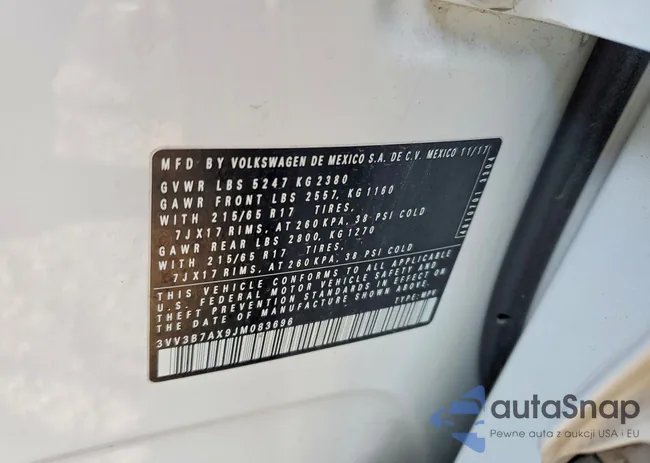 MFD BY VOLKSWAGEN DE MEXICO S.A. DE C.V. MEXICO 11/17
GVWR LBS 5247 KG 2380
GAWR FRONT LBS 2557, KG 1160
WITH 215/65 R17 TIRES.
7JX17 RIMS, AT 260 KPA, 38 PSI COLD
GAWR REAR LBS 2800, KG 1270
WITH 215/65 R17 TIRES.
7JX17 RIMS, AT 260 KPA, 38 PSI COLD
THIS VEHICLE CONFORMS TO ALL APPLICABLE
U.S. FEDERAL MOTOR VEHICLE SAFETY AND
THEFT PREVENTION STANDARDS IN EFFECT ON
THE DATE OF MANUFACTURE SHOWN ABOVE.
3VV3B7AX9JM083696
TYPE: MPV
autaSnap
Pewne auta z aukcji USA i EU